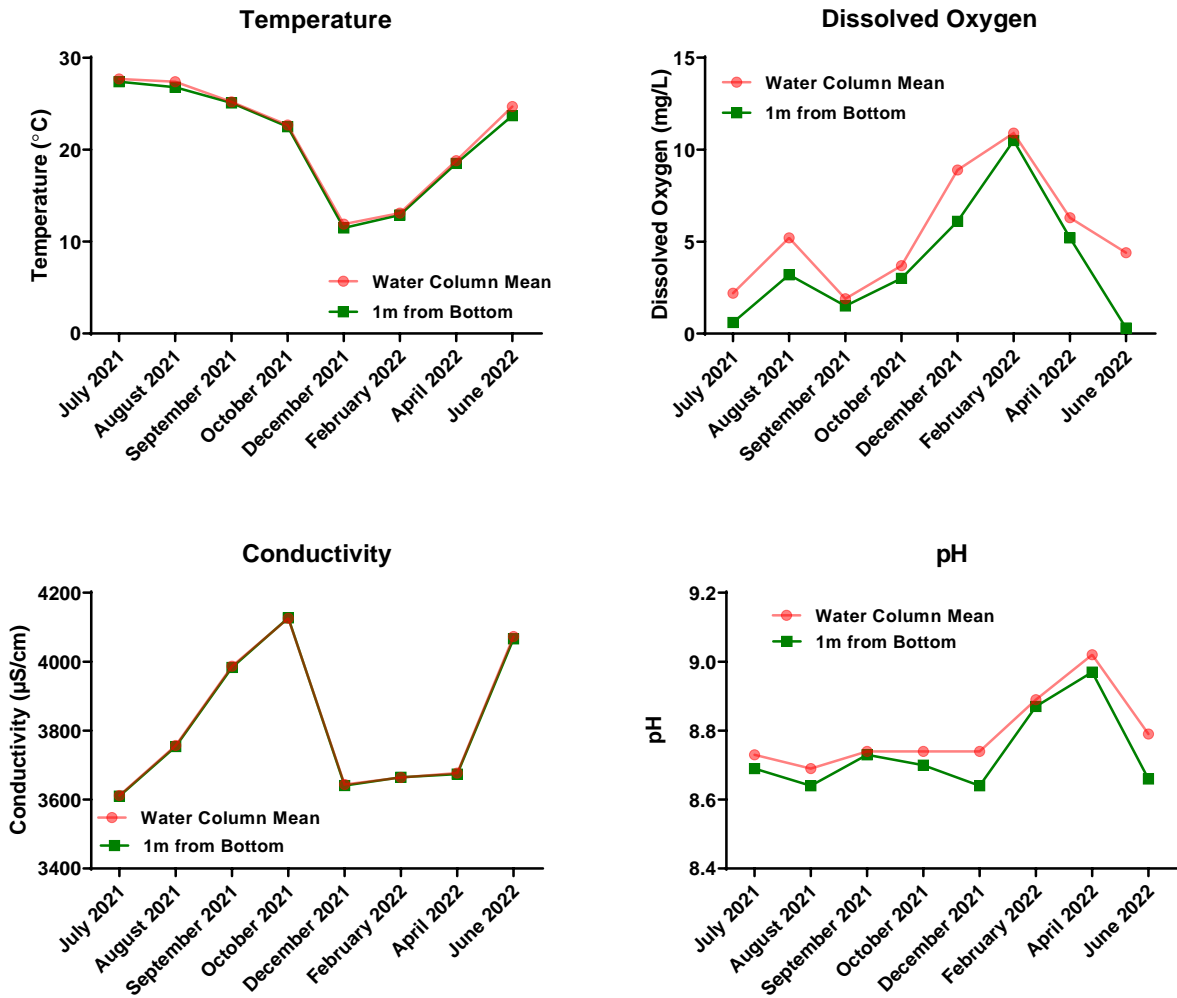 Temperature
30
20
10
0
Temperature (°C)
Water Column Mean
1m from Bottom
July 2021
August 2021
September 2021
October 2021
December 2021
February 2022
April 2022
June 2022
Dissolved Oxygen
15
10
5
0
Dissolved Oxygen (mg/L)
Water Column Mean
1m from Bottom
July 2021
August 2021
September 2021
October 2021
December 2021
February 2022
April 2022
June 2022
Conductivity
4200
4000
3800
3600
3400
Conductivity (µS/cm)
Water Column Mean
1m from Bottom
July 2021
August 2021
September 2021
October 2021
December 2021
February 2022
April 2022
June 2022
pH
9.2
9.0
8.8
8.6
8.4
pH
Water Column Mean
1m from Bottom
July 2021
August 2021
September 2021
October 2021
December 2021
February 2022
April 2022
June 2022